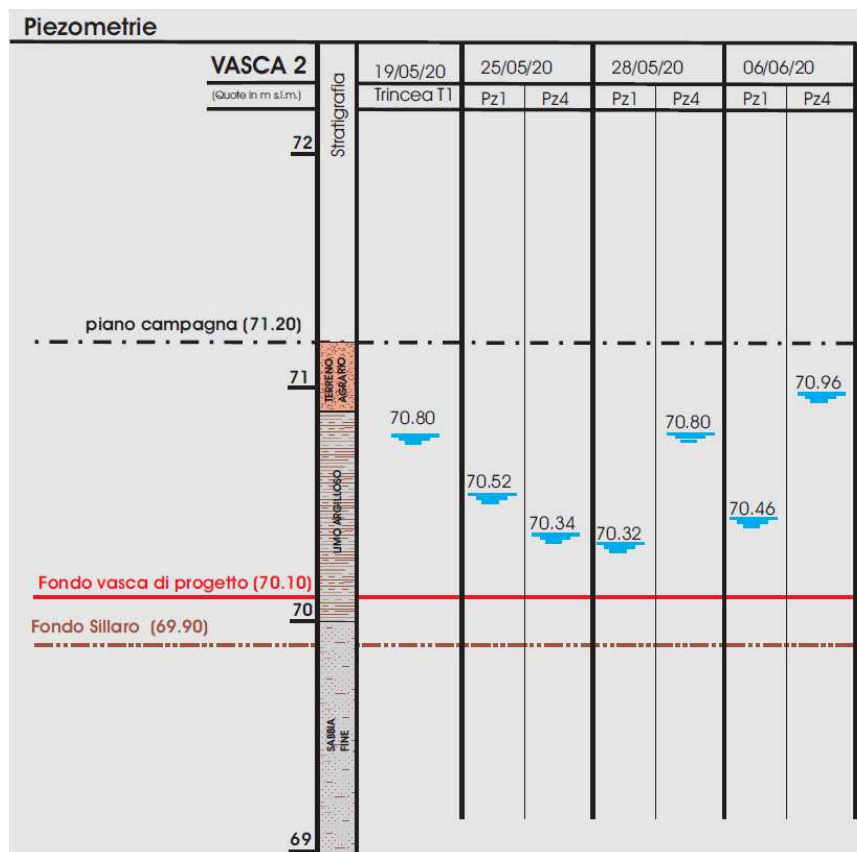 Piezometrie
VASCA 2
(Quote in m s.l.m.)
Stratigrafia
19/05/20
25/05/20
28/05/20
06/06/20
Trincea T1
Pz1
Pz4
Pz1
Pz4
Pz1
Pz4
72
piano campagna (71.20)
71
TERRENO
AGRARIO
70.96
70.80
70.80
70.52
70.46
70.34
70.32
LIMO ARGILLOSO
Fondo vasca di progetto (70.10)
70
Fondo Sillaro (69.90)
SABBIA
FINE
69